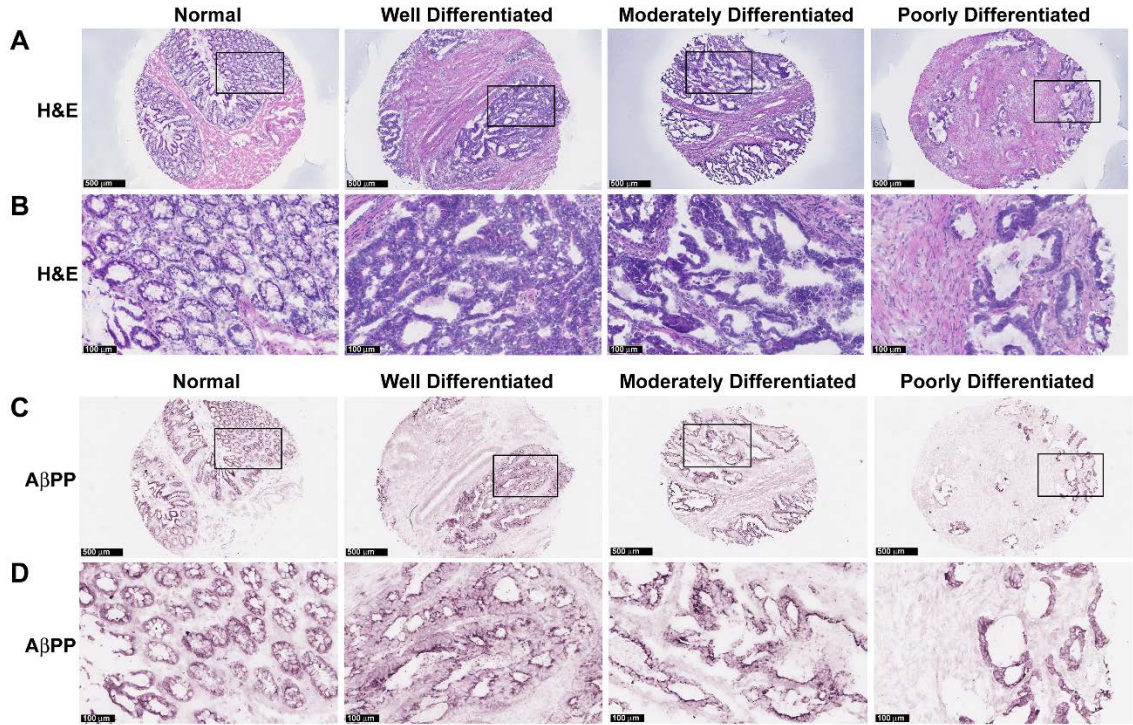 Normal Well Differentiated Moderately Differentiated Poorly Differentiated
A
H&E
500 μm 500 μm 500 μm 500 μm
B
H&E
100 μm 100 μm 100 μm 100 μm
Normal Well Differentiated Moderately Differentiated Poorly Differentiated
C
AβPP
500 μm 500 μm 500 μm 500 μm
D
AβPP
100 μm 100 μm 100 μm 100 μm